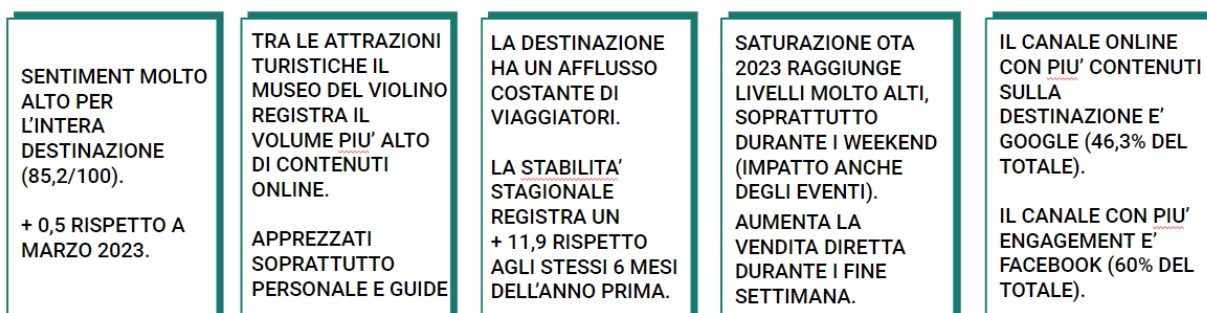 SENTIMENT MOLTO
ALTO PER
L'INTERA
DESTINAZIONE
(85,2/100).
+ 0,5 RISPETTO A
MARZO 2023.
TRA LE ATTRAZIONI
TURISTICHE IL
MUSEO DEL VIOLINO
REGISTRA IL
VOLUME PIU' ALTO
DI CONTENUTI
ONLINE.
APPREZZATI
SOPRATTUTTO
PERSONALE E GUIDE
LA DESTINAZIONE
HA UN AFFLUSSO
COSTANTE DI
VIAGGIATORI.
LA STABILITA'
STAGIONALE
REGISTRA UN
+ 11,9 RISPETTO
AGLI STESSI 6 MESI
DELL'ANNO PRIMA.
SATURAZIONE OTA
2023 RAGGIUNGE
LIVELLI MOLTO ALTI,
SOPRATTUTTO
DURANTE I WEEKEND
(IMPATTO ANCHE
DEGLI EVENTI).
AUMENTA LA
VENDITA DIRETTA
DURANTE I FINE
SETTIMANA.
IL CANALE ONLINE
CON PIU' CONTENUTI
SULLA
DESTINAZIONE E'
GOOGLE (46,3% DEL
TOTALE).
IL CANALE CON PIU'
ENGAGEMENT E'
FACEBOOK (60% DEL
TOTALE).